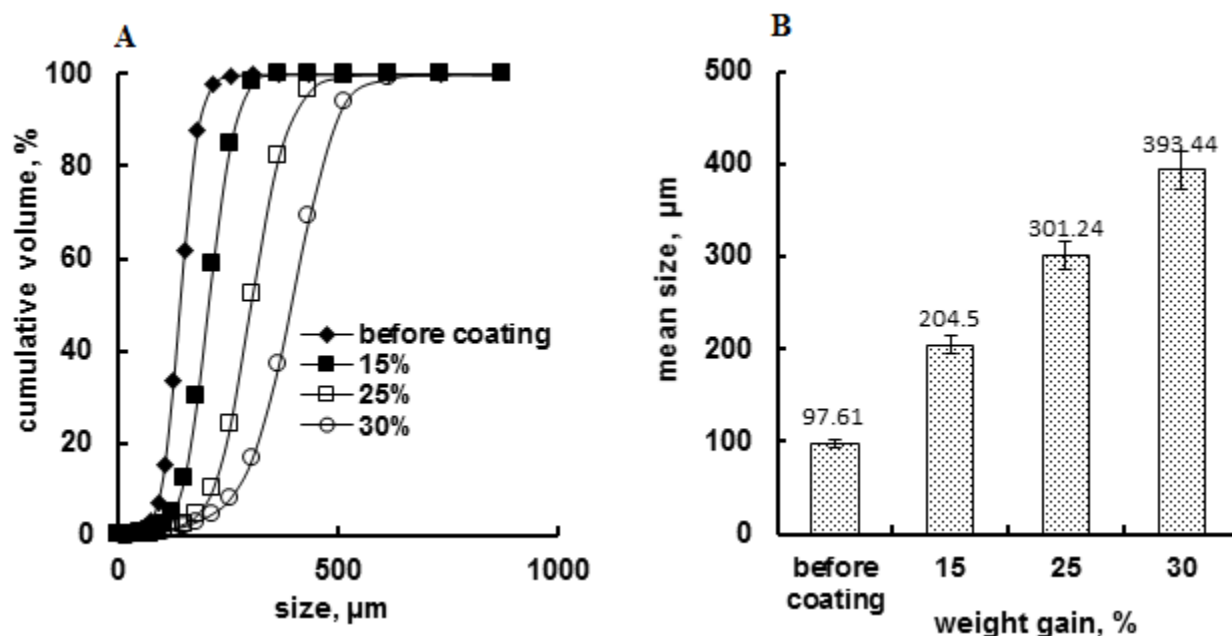 A
cumulative volume, %
100
80
60
40
20
0
0
500
1000
size, µm
before coating
15%
25%
30%
B
mean size, µm
500
400
300
200
100
0
97.61
204.5
301.24
393.44
before
coating
15
25
30
weight gain, %